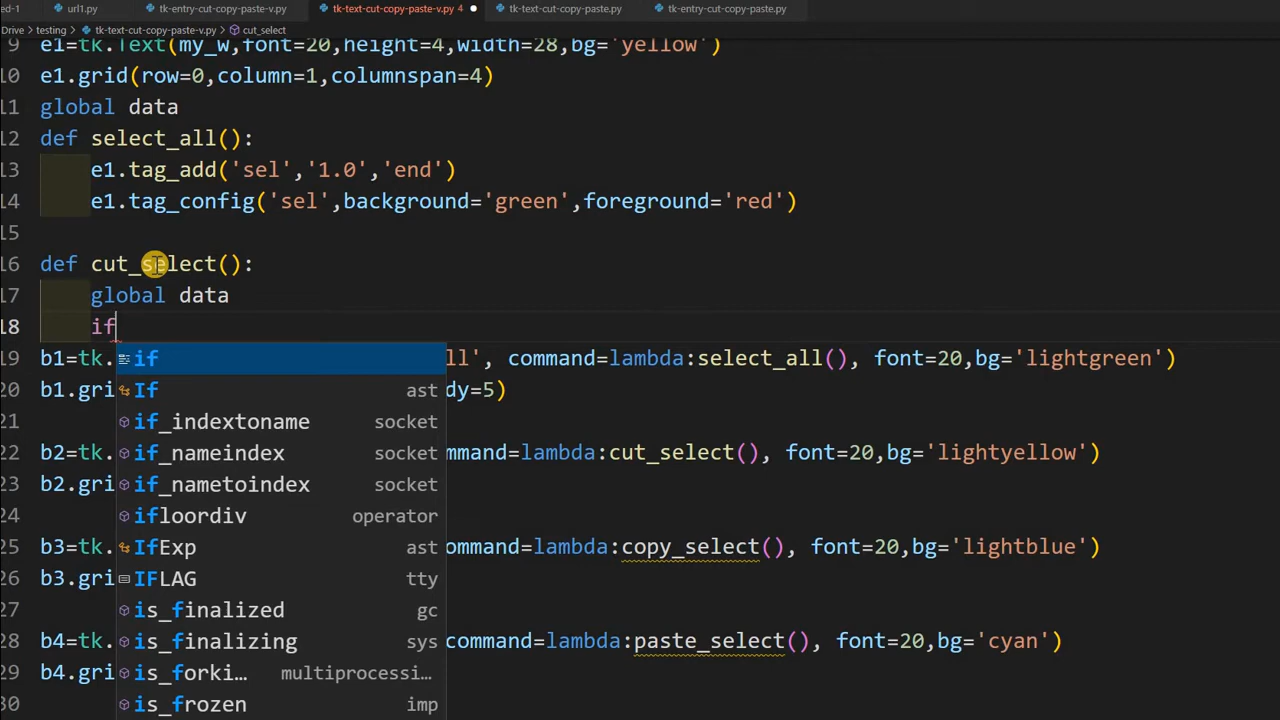 ed-1 url1.py tk-entry-cut-copy-paste-v.py tk-text-cut-copy-paste-v.py 4 tk-text-cut-copy-paste.py tk-entry-cut-copy-paste.py
Drive > testing > tk-text-cut-copy-paste-v.py > cut_select
9 e1=tk.Text(my_w,font=20,height=4,width=28,bg='yellow')
10 e1.grid(row=0,column=1,columnspan=4)
11 global data
12 def select_all():
13 e1.tag_add('sel','1.0','end')
14 e1.tag_config('sel',background='green',foreground='red')
15
16 def cut_select():
17 global data
18 if
19 b1=tk. if ll', command=lambda:select_all(), font=20,bg='lightgreen')
20 b1.gri If ast dy=5)
21 if_indextoname socket
22 b2=tk. if_nameindex socket mmand=lambda:cut_select(), font=20,bg='lightyellow')
23 b2.gri if_nametoindex socket
24 ifloordiv operator
25 b3=tk. IfExp ast ommand=lambda:copy_select(), font=20,bg='lightblue')
26 b3.gri IFLAG tty
27 is_finalized gc
28 b4=tk. is_finalizing sys command=lambda:paste_select(), font=20,bg='cyan')
29 b4.gri is_forki... multiprocessi...
30 is_frozen imp